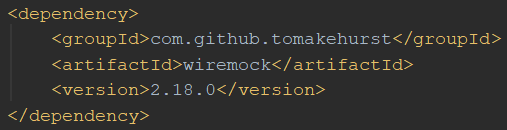 <dependency>
<groupId>com.github.tomakehurst</groupId>
<artifactId>wiremock</artifactId>
<version>2.18.0</version>
</dependency>